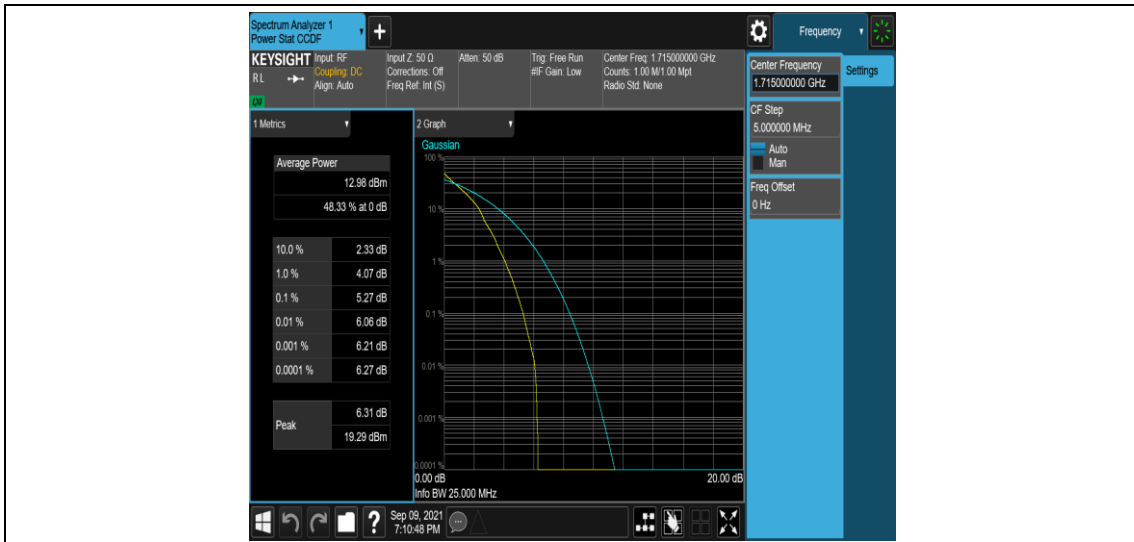 Spectrum Analyzer 1
Power Stat CCDF
+
Frequency
KEYSIGHT
RL
LXI
Input: RF
Coupling: DC
Align: Auto
Input Z: 50 Ω
Corrections: Off
Freq Ref: Int (S)
Atten: 50 dB
Trig: Free Run
#IF Gain: Low
Center Freq: 1.715000000 GHz
Counts: 1.00 M/1.00 Mpt
Radio Std: None
Center Frequency
1.715000000 GHz
Settings
CF Step
5.000000 MHz
Auto
Man
Freq Offset
0 Hz
1 Metrics
Average Power
12.98 dBm
48.33 % at 0 dB
10.0 % 2.33 dB
1.0 % 4.07 dB
0.1 % 5.27 dB
0.01 % 6.06 dB
0.001 % 6.21 dB
0.0001 % 6.27 dB
Peak
6.31 dB
19.29 dBm
2 Graph
Gaussian
100 %
10 %
1 %
0.1 %
0.01 %
0.001 %
0.0001 %
0.00 dB 20.00 dB
Info BW 25.000 MHz
?
Sep 09, 2021
7:10:48 PM